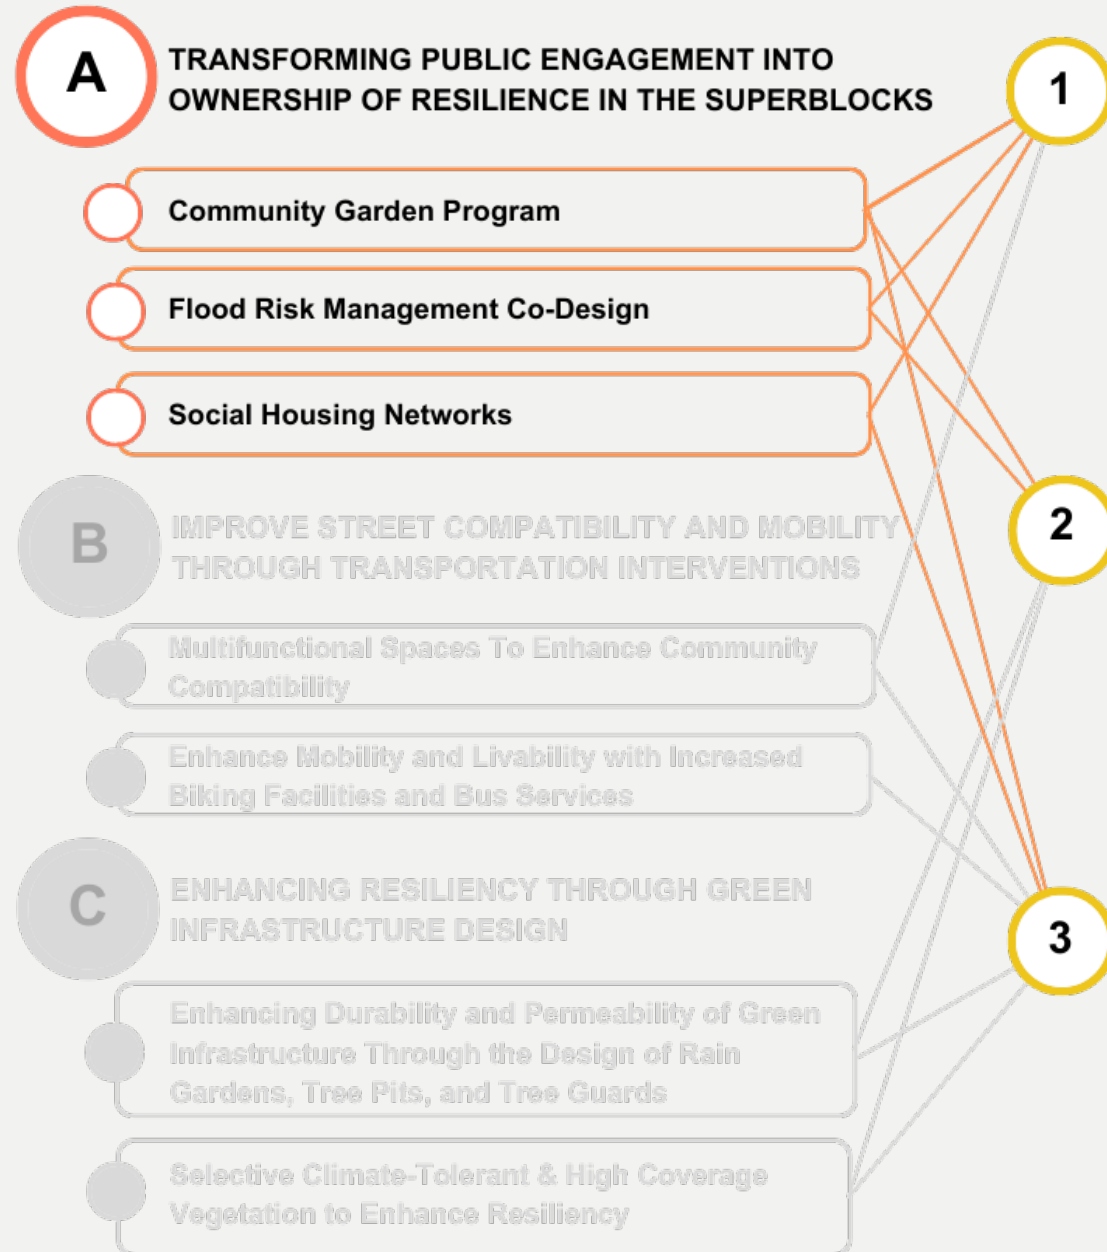 A
TRANSFORMING PUBLIC ENGAGEMENT INTO
OWNERSHIP OF RESILIENCE IN THE SUPERBLOCKS
1
Community Garden Program
Flood Risk Management Co-Design
Social Housing Networks
B
IMPROVE STREET COMPATIBILITY AND MOBILITY
THROUGH TRANSPORTATION INTERVENTIONS
2
Multifunctional Spaces To Enhance Community
Compatibility
Enhance Mobility and Livability with Increased
Biking Facilities and Bus Services
C
ENHANCING RESILIENCY THROUGH GREEN
INFRASTRUCTURE DESIGN
3
Enhancing Durability and Permeability of Green
Infrastructure Through the Design of Rain
Gardens, Tree Pits, and Tree Guards
Selective Climate-Tolerant & High Coverage
Vegetation to Enhance Resiliency